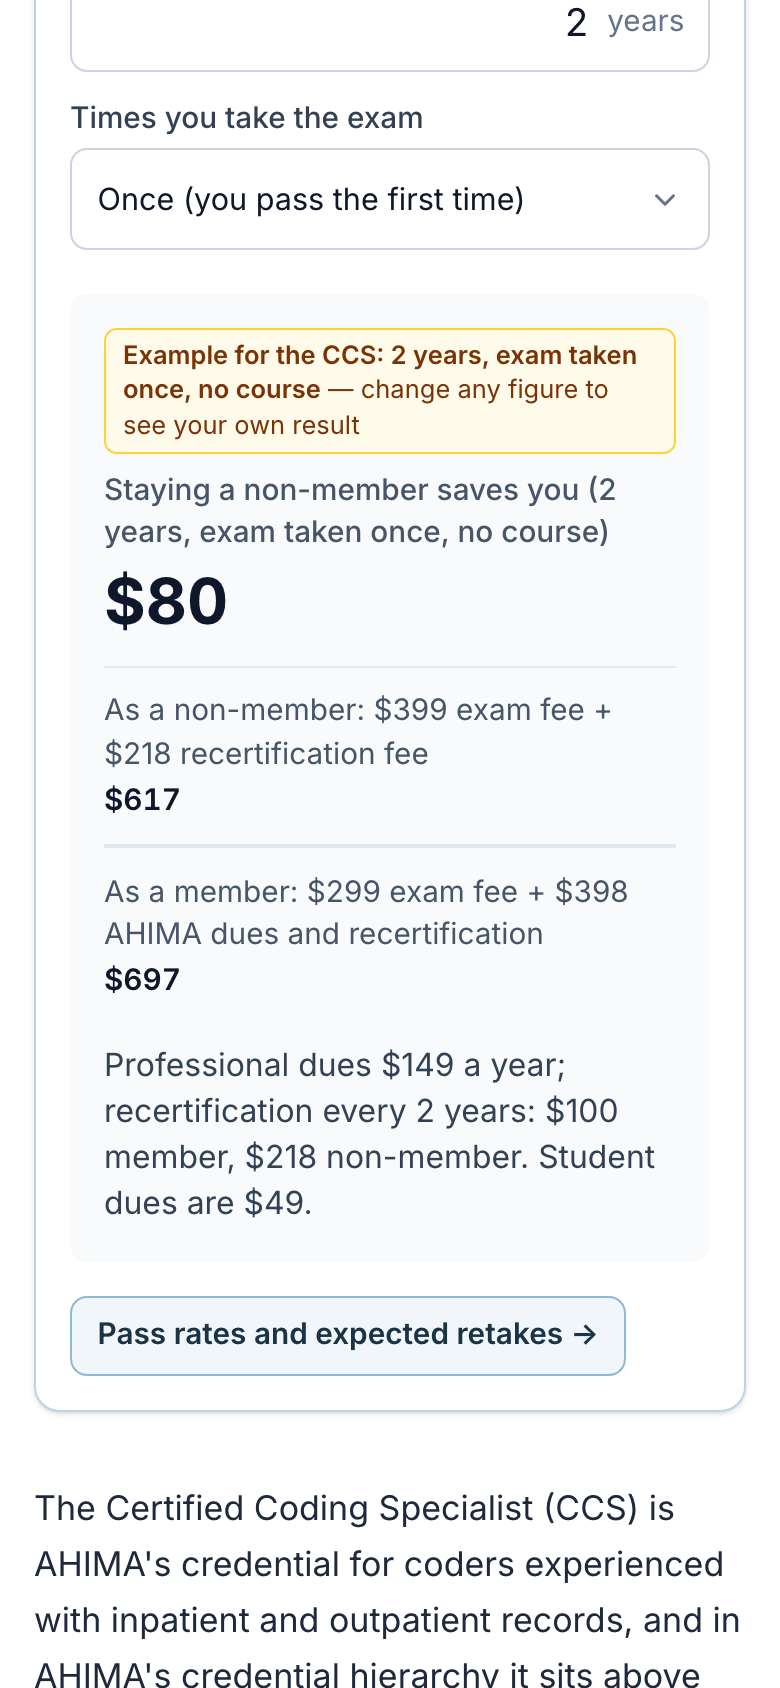 2 years
Times you take the exam
Once (you pass the first time)
Example for the CCS: 2 years, exam taken
once, no course — change any figure to
see your own result
Staying a non-member saves you (2
years, exam taken once, no course)
$80
As a non-member: $399 exam fee +
$218 recertification fee
$617
As a member: $299 exam fee + $398
AHIMA dues and recertification
$697
Professional dues $149 a year;
recertification every 2 years: $100
member, $218 non-member. Student
dues are $49.
Pass rates and expected retakes →
The Certified Coding Specialist (CCS) is
AHIMA's credential for coders experienced
with inpatient and outpatient records, and in
AHIMA's credential hierarchy it sits above